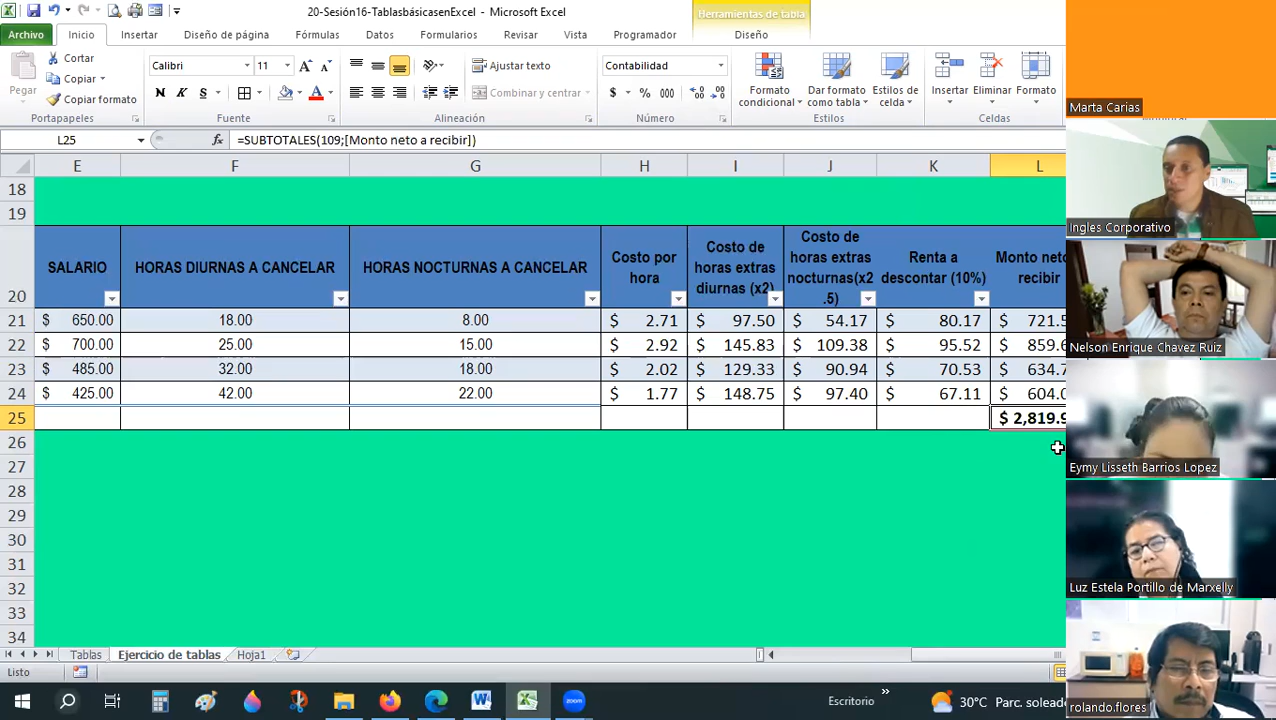 20-Sesión16-TablasbásicasenExcel - Microsoft Excel
Herramientas de tabla
Archivo Inicio Insertar Diseño de página Fórmulas Datos Formularios Revisar Vista Programador Diseño
Pegar
Cortar
Copiar
Copiar formato
Portapapeles
Calibri 11
N K S
Fuente
Ajustar texto
Combinar y centrar
Alineación
Contabilidad
$ % 000
Número
Formato condicional
Dar formato como tabla
Estilos de celda
Estilos
Insertar Eliminar Formato
Celdas
L25 fx =SUBTOTALES(109;[Monto neto a recibir])
E F G H I J K L
18
19
20 SALARIO HORAS DIURNAS A CANCELAR HORAS NOCTURNAS A CANCELAR Costo por hora Costo de horas extras diurnas (x2) Costo de horas extras nocturnas(x2.5) Renta a descontar (10%) Monto neto recibir
21 $ 650.00 18.00 8.00 $ 2.71 $ 97.50 $ 54.17 $ 80.17 $ 721.5
22 $ 700.00 25.00 15.00 $ 2.92 $ 145.83 $ 109.38 $ 95.52 $ 859.6
23 $ 485.00 32.00 18.00 $ 2.02 $ 129.33 $ 90.94 $ 70.53 $ 634.7
24 $ 425.00 42.00 22.00 $ 1.77 $ 148.75 $ 97.40 $ 67.11 $ 604.0
25 $ 2,819.9
26
27
28
29
30
31
32
33
34
Tablas Ejercicio de tablas Hoja1
Listo
Escritorio
30°C Parc. soleado
Marta Carias
Ingles Corporativo
Nelson Enrique Chavez Ruiz
Eymy Lisseth Barrios Lopez
Luz Estela Portillo de Marxelly
rolando.flores